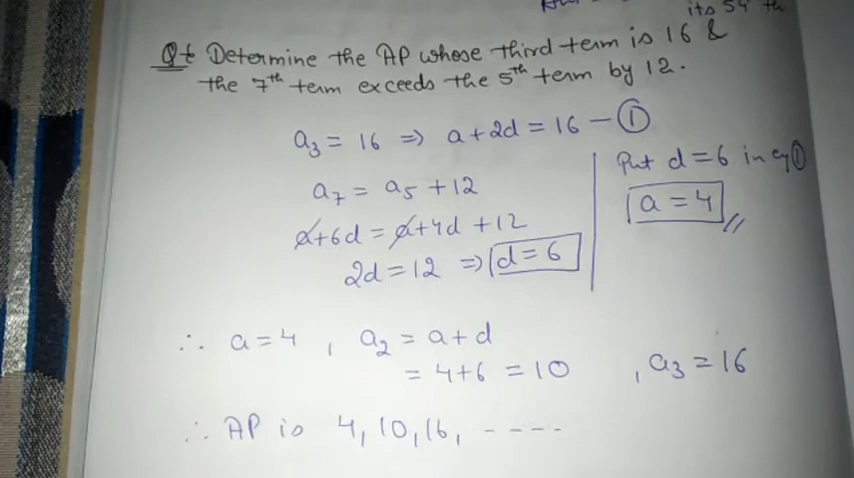 its 54 th
Qt Determine the AP whose third term is 16 &
the 7th term exceeds the 5th term by 12.
a₃ = 16 => a+2d = 16 — ①
a₇ = a₅ + 12
a+6d = a+4d +12
2d = 12 => d = 6
Put d=6 in eq ①
a = 4 //
∴ a = 4 , a₂ = a + d
= 4+6 = 10 , a₃ = 16
∴ AP is 4, 10, 16, ----